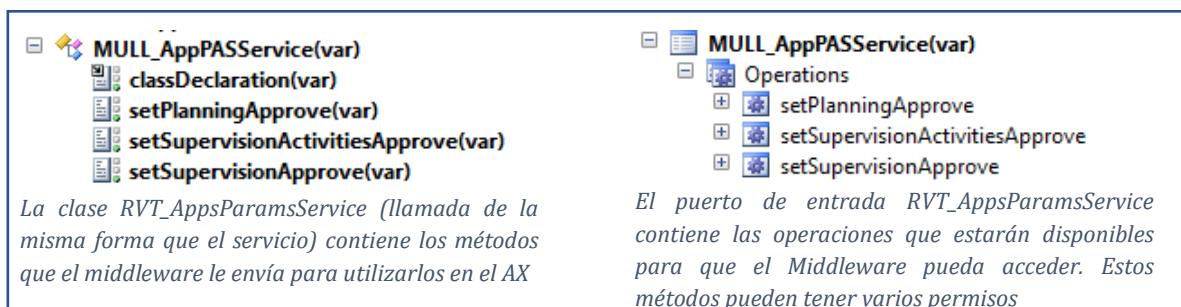 MULL_AppPASService(var)
classDeclaration(var)
setPlanningApprove(var)
setSupervisionActivitiesApprove(var)
setSupervisionApprove(var)
La clase RVT_AppsParamsService (llamada de la
misma forma que el servicio) contiene los métodos
que el middleware le envía para utilizarlos en el AX
MULL_AppPASService(var)
Operations
setPlanningApprove
setSupervisionActivitiesApprove
setSupervisionApprove
El puerto de entrada RVT_AppsParamsService
contiene las operaciones que estarán disponibles
para que el Middleware pueda acceder. Estos
métodos pueden tener varios permisos